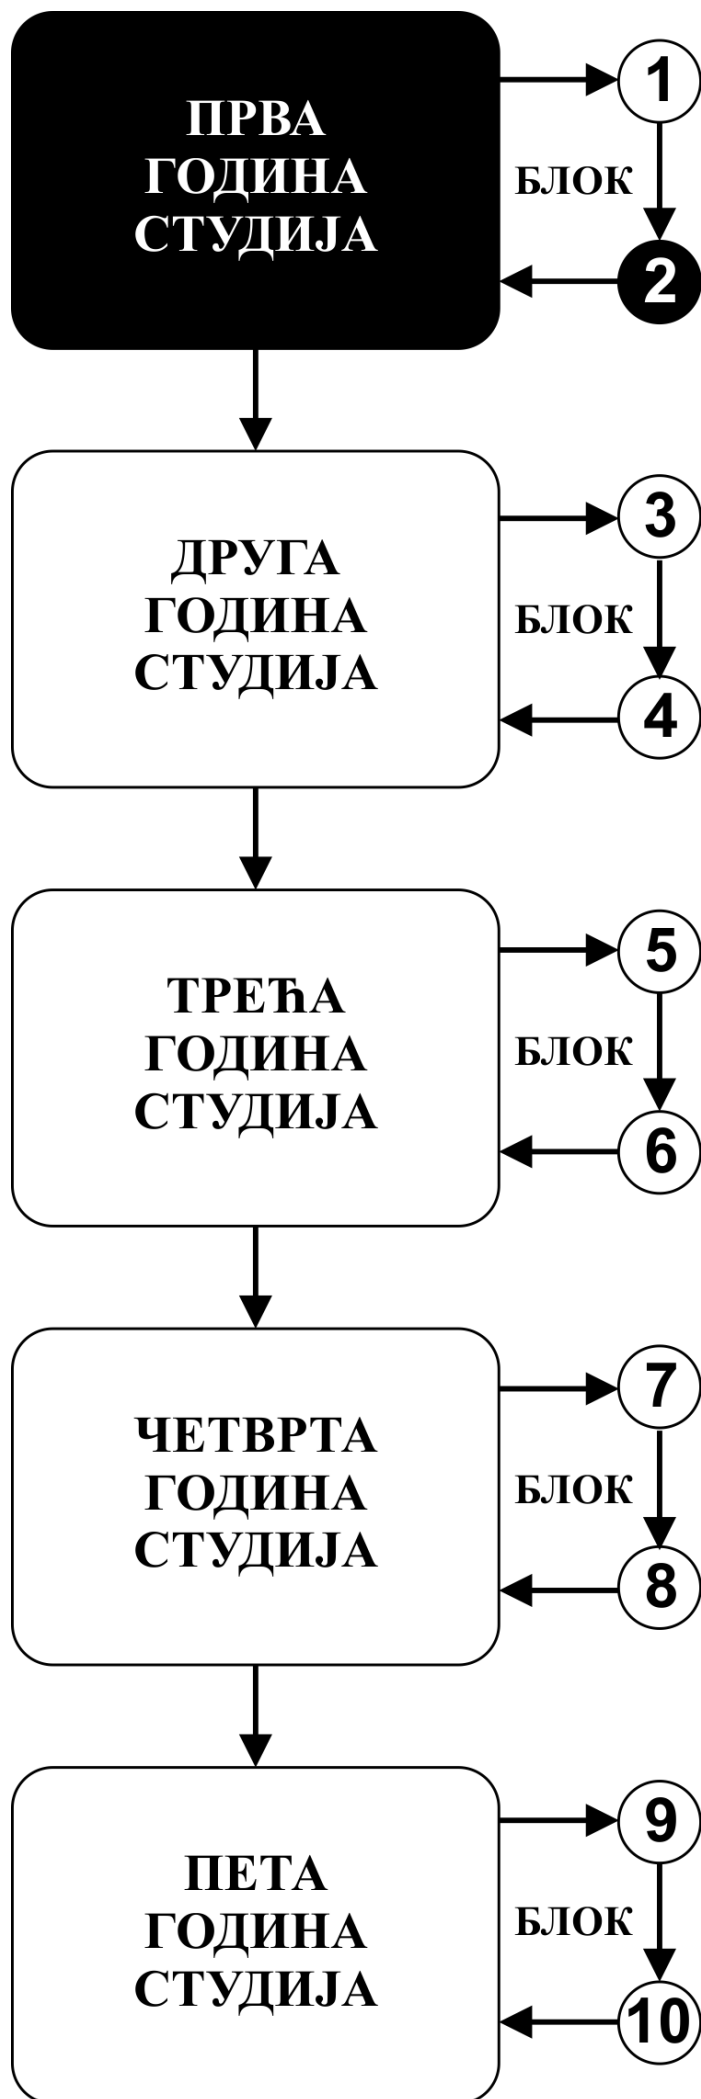 ПРВА
ГОДИНА
СТУДИЈА
1
БЛОК
2
ДРУГА
ГОДИНА
СТУДИЈА
3
БЛОК
4
ТРЕЋА
ГОДИНА
СТУДИЈА
5
БЛОК
6
ЧЕТВРТА
ГОДИНА
СТУДИЈА
7
БЛОК
8
ПЕТА
ГОДИНА
СТУДИЈА
9
БЛОК
10